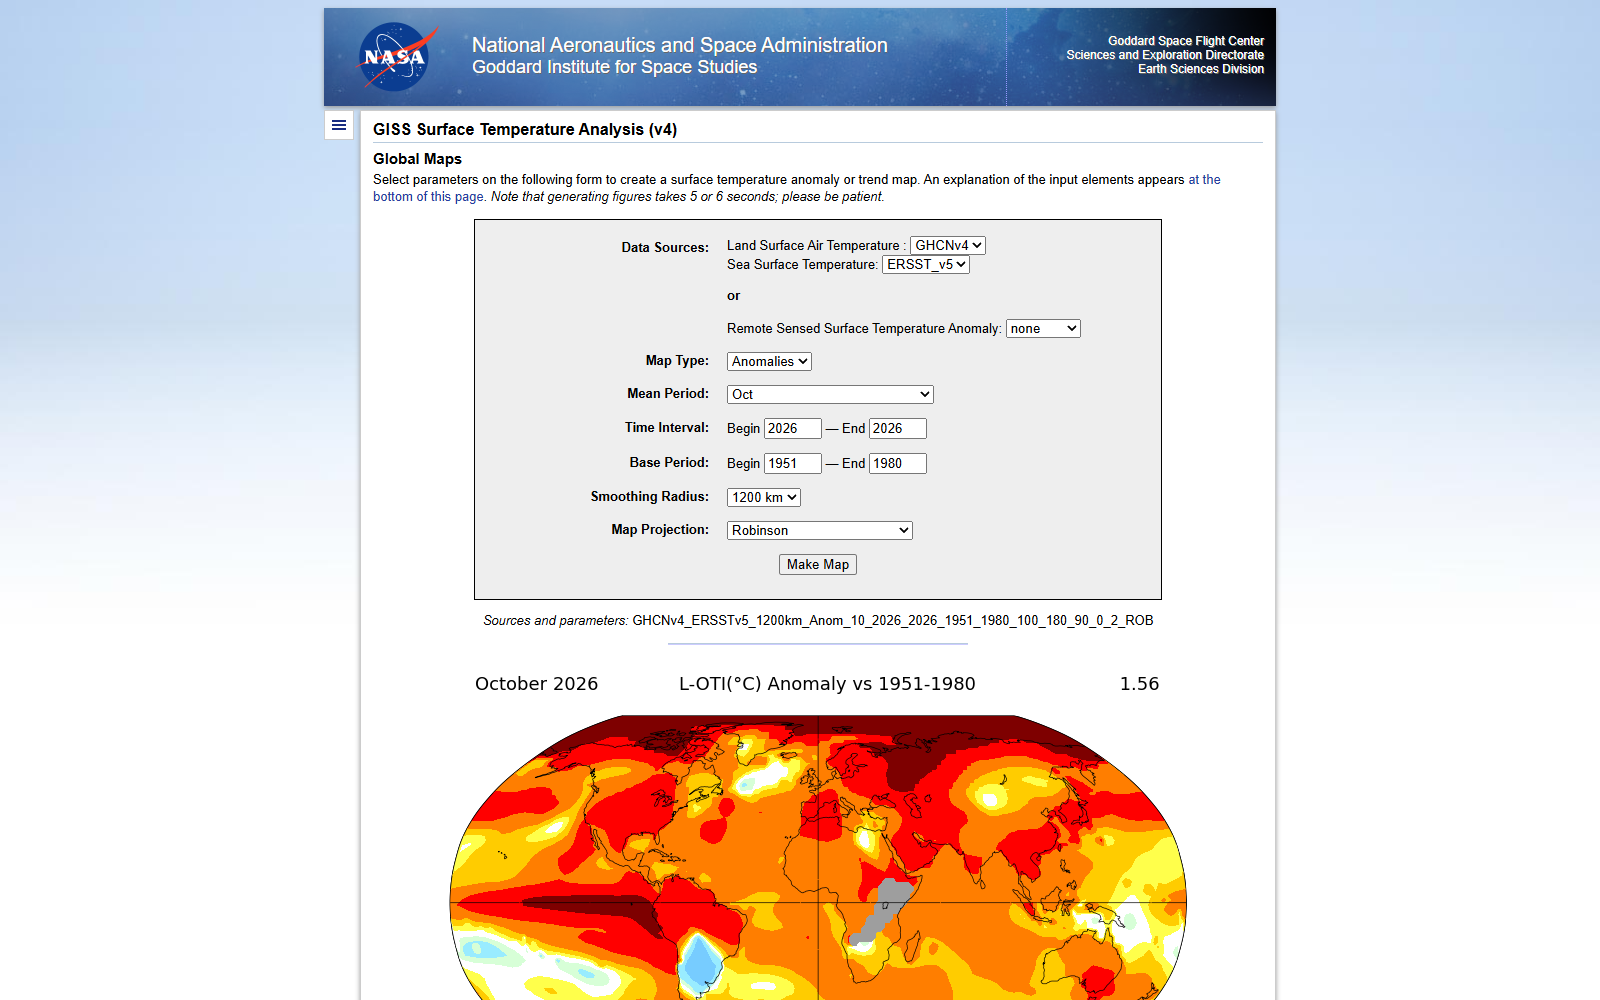 NASA
National Aeronautics and Space Administration
Goddard Institute for Space Studies
Goddard Space Flight Center
Sciences and Exploration Directorate
Earth Sciences Division
GISS Surface Temperature Analysis (v4)
Global Maps
Select parameters on the following form to create a surface temperature anomaly or trend map. An explanation of the input elements appears at the
bottom of this page. Note that generating figures takes 5 or 6 seconds; please be patient.
Data Sources: Land Surface Air Temperature : GHCNv4
Sea Surface Temperature: ERSST_v5
or
Remote Sensed Surface Temperature Anomaly: none
Map Type: Anomalies
Mean Period: Oct
Time Interval: Begin 2026 — End 2026
Base Period: Begin 1951 — End 1980
Smoothing Radius: 1200 km
Map Projection: Robinson
Make Map
Sources and parameters: GHCNv4_ERSSTv5_1200km_Anom_10_2026_2026_1951_1980_100_180_90_0_2_ROB
October 2026 L-OTI(°C) Anomaly vs 1951-1980 1.56